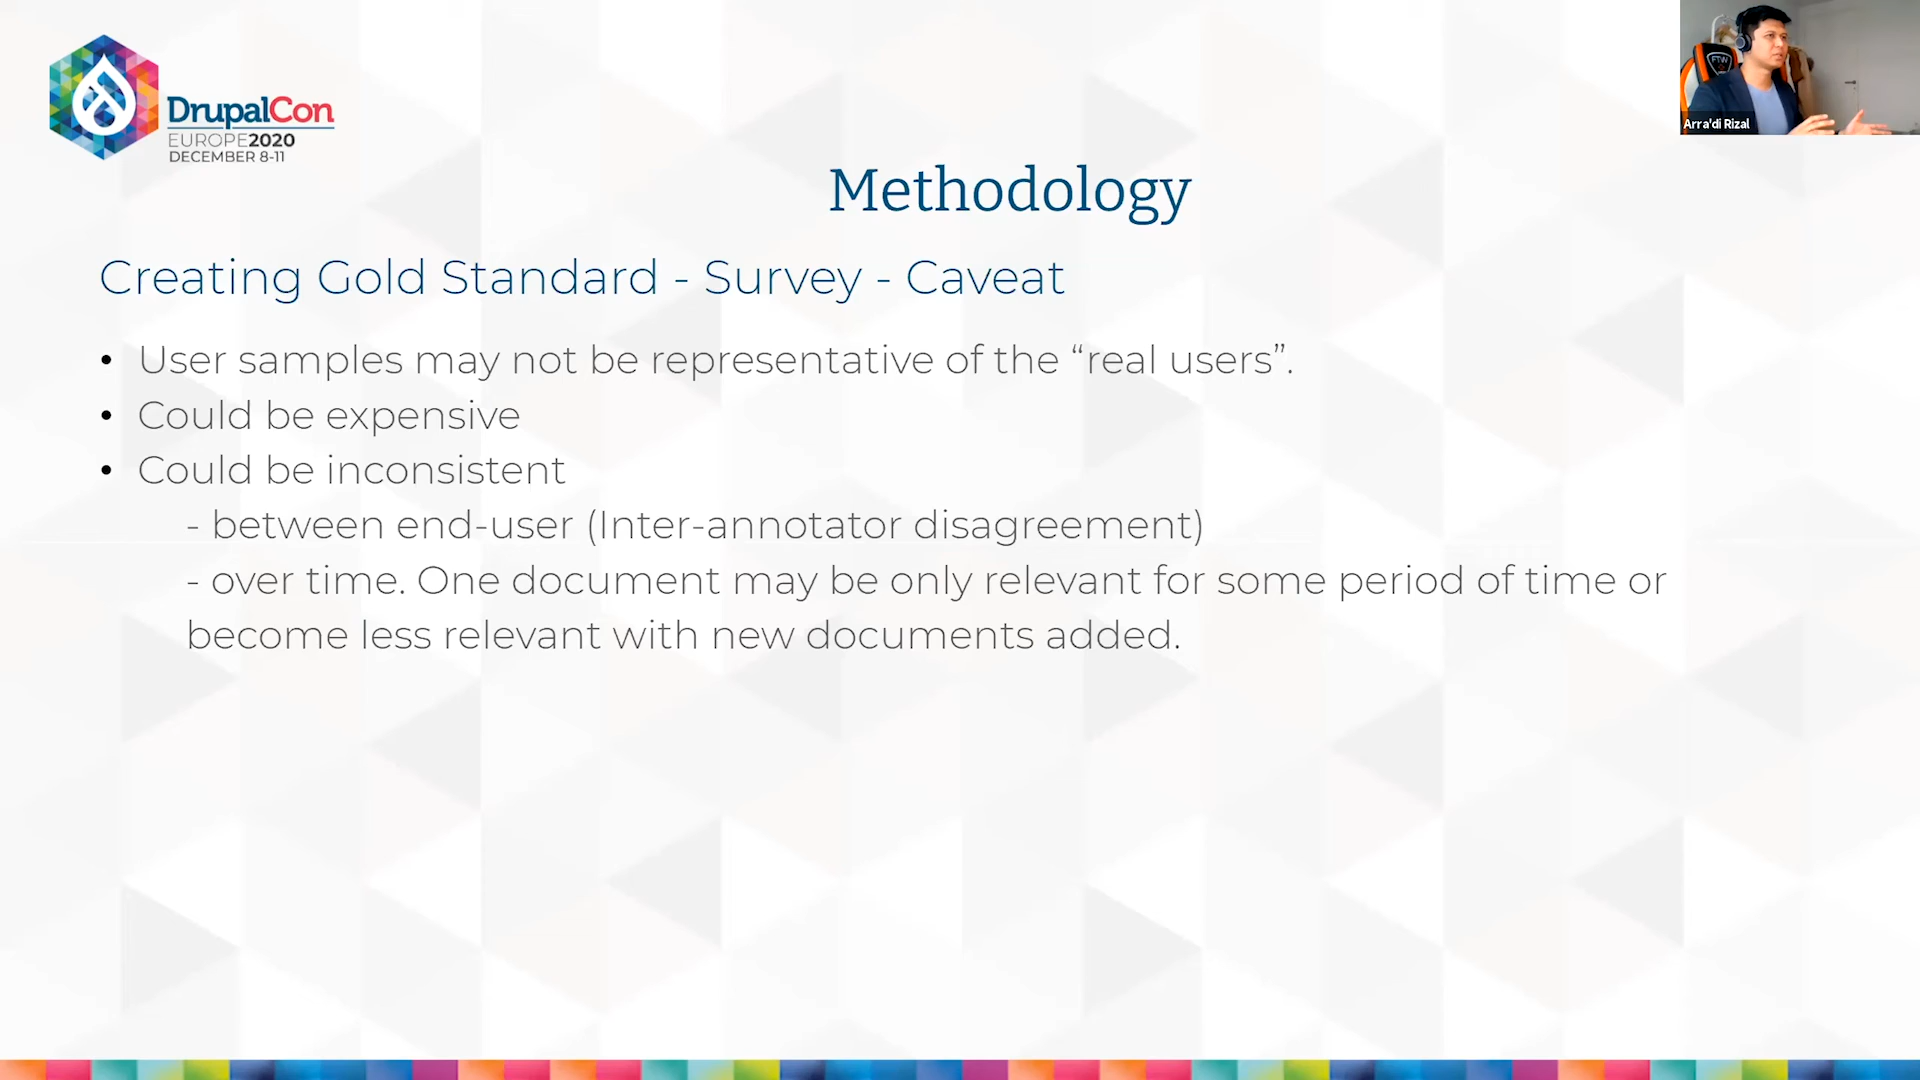 DrupalCon
EUROPE2020
DECEMBER 8-11
FTW
Arra'di Rizal
Methodology
Creating Gold Standard - Survey - Caveat
• User samples may not be representative of the “real users”.
• Could be expensive
• Could be inconsistent
- between end-user (Inter-annotator disagreement)
- over time. One document may be only relevant for some period of time or
become less relevant with new documents added.